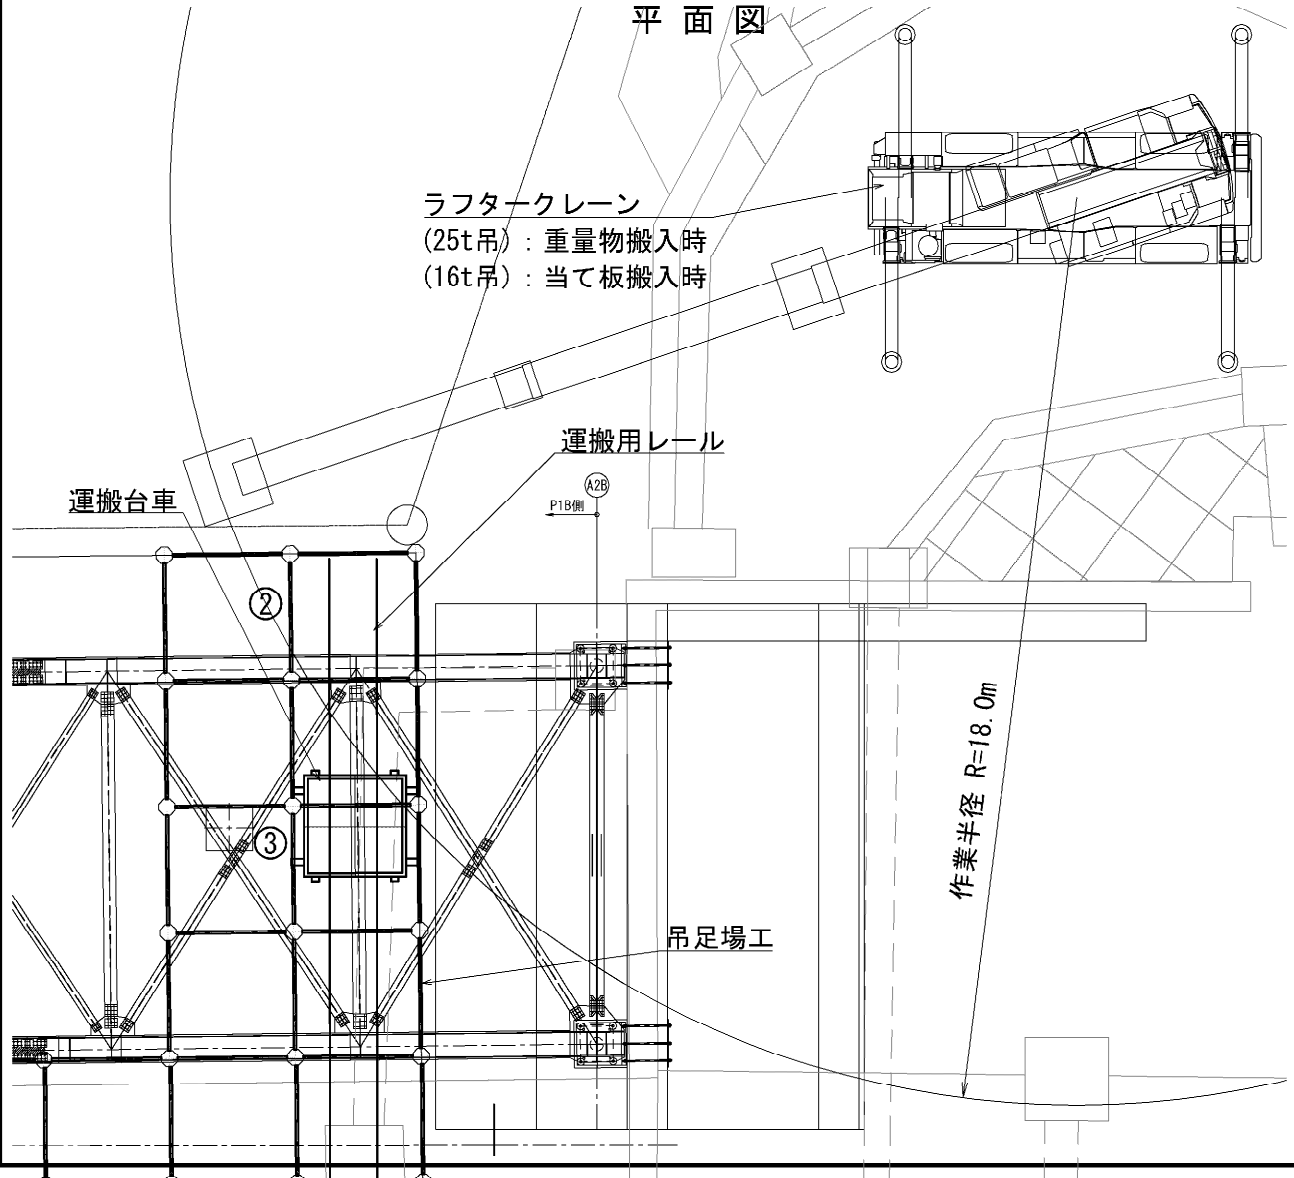 平面図
ラフタークレーン
(25t吊)：重量物搬入時
(16t吊)：当て板搬入時
運搬用レール
運搬台車
A2B
P1B側
②
③
作業半径 R=18.0m
吊足場工